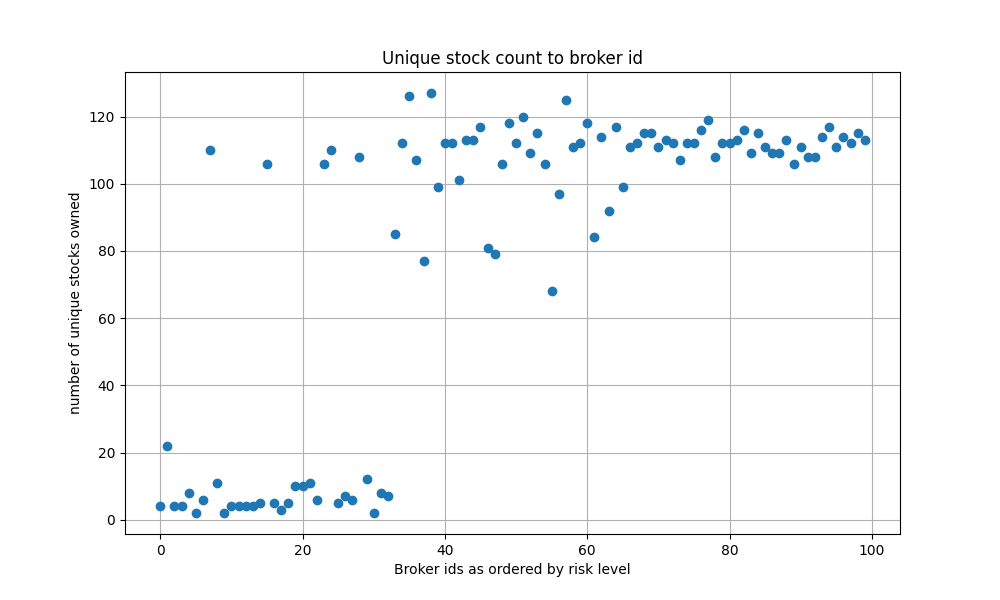 Unique stock count to broker id
number of unique stocks owned
120
100
80
60
40
20
0
0 20 40 60 80 100
Broker ids as ordered by risk level